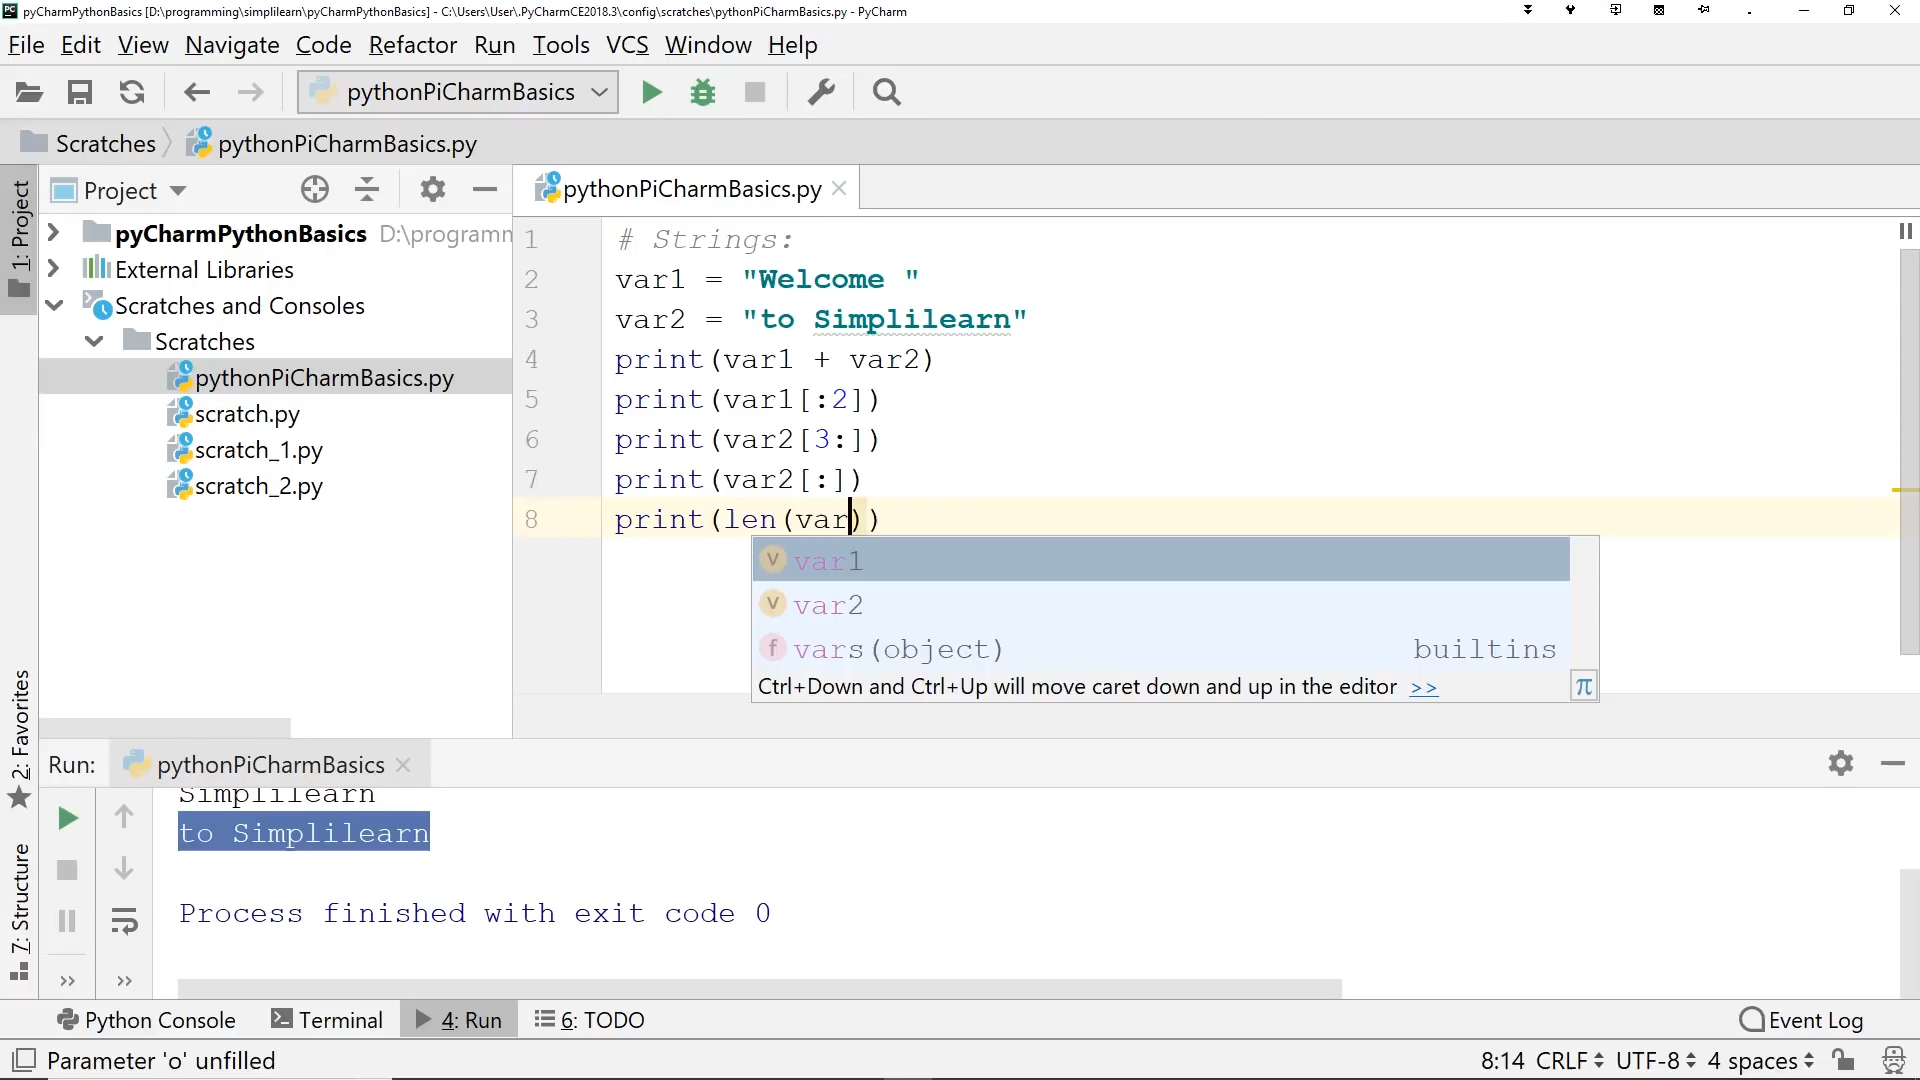 pyCharmPythonBasics [D:\programming\simplilearn\pyCharmPythonBasics] - C:\Users\User\.PyCharmCE2018.3\config\scratches\pythonPiCharmBasics.py - PyCharm
File Edit View Navigate Code Refactor Run Tools VCS Window Help
pythonPiCharmBasics
Scratches pythonPiCharmBasics.py
1: Project
Project
pyCharmPythonBasics D:\programm
External Libraries
Scratches and Consoles
Scratches
pythonPiCharmBasics.py
scratch.py
scratch_1.py
scratch_2.py
pythonPiCharmBasics.py
1 # Strings:
2 var1 = "Welcome "
3 var2 = "to Simplilearn"
4 print(var1 + var2)
5 print(var1[:2])
6 print(var2[3:])
7 print(var2[:])
8 print(len(var))
V var1
V var2
f vars(object) builtins
Ctrl+Down and Ctrl+Up will move caret down and up in the editor >> π
2: Favorites
7: Structure
Run: pythonPiCharmBasics
Simplilearn
to Simplilearn
Process finished with exit code 0
>> >>
Python Console Terminal 4: Run 6: TODO Event Log
Parameter 'o' unfilled 8:14 CRLF UTF-8 4 spaces